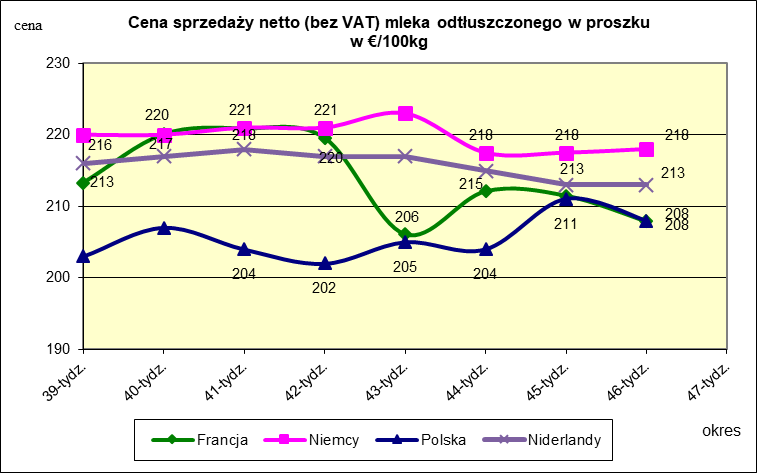 Cena sprzedaży netto (bez VAT) mleka odtłuszczonego w proszku
w €/100kg
cena
230
220
210
200
190
220
221
221
216
217
218
220
218
218
218
213
215
213
213
206
211
208
208
204
202
205
204
39-tydz.
40-tydz.
41-tydz.
42-tydz.
43-tydz.
44-tydz.
45-tydz.
46-tydz.
47-tydz.
okres
Francja
Niemcy
Polska
Niderlandy